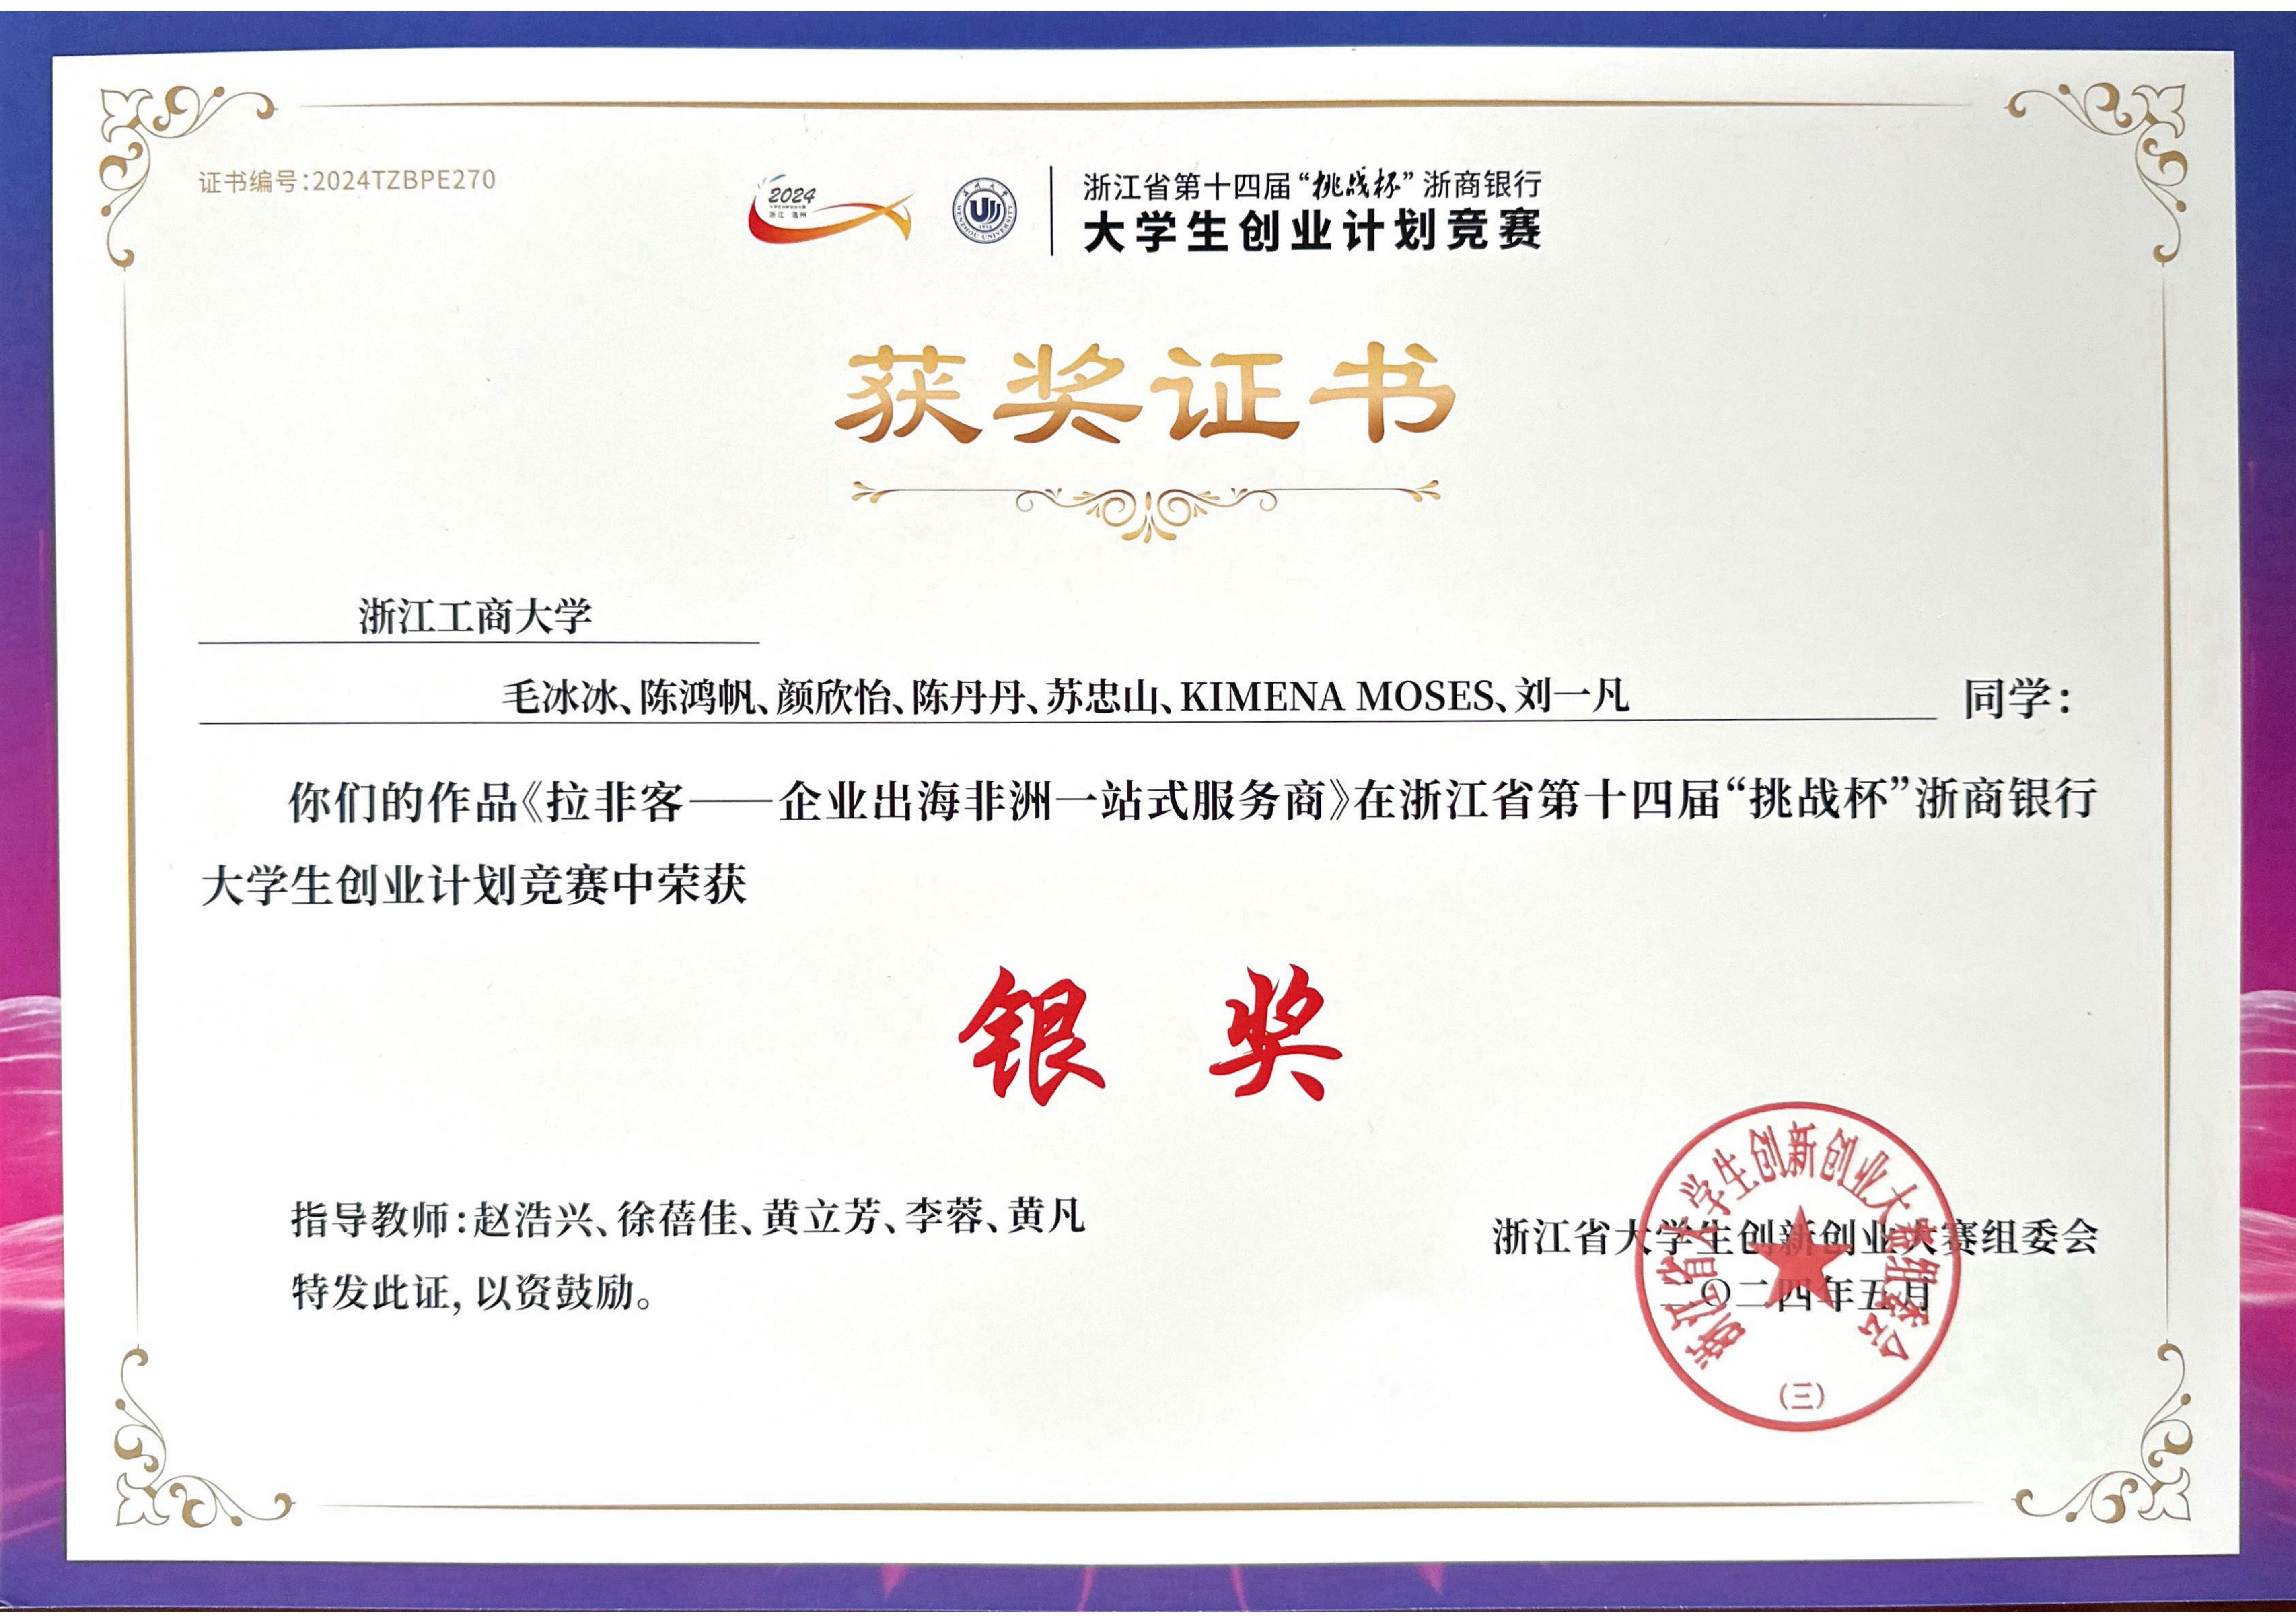 证书编号:2024TZBPE270
2024
浙江 温州
温州大学
WENZHOU UNIVERSITY
浙江省第十四届“挑战杯”浙商银行
大学生创业计划竞赛
获奖证书
浙江工商大学
毛冰冰、陈鸿帆、颜欣怡、陈丹丹、苏忠山、KIMENA MOSES、刘一凡 同学：
你们的作品《拉非客——企业出海非洲一站式服务商》在浙江省第十四届“挑战杯”浙商银行
大学生创业计划竞赛中荣获
银 奖
指导教师:赵浩兴、徐蓓佳、黄立芳、李蓉、黄凡
特发此证,以资鼓励。
浙江省大学生创新创业大赛组委会
二〇二四年五月
浙江省大学生创新创业大赛组委会
(三)